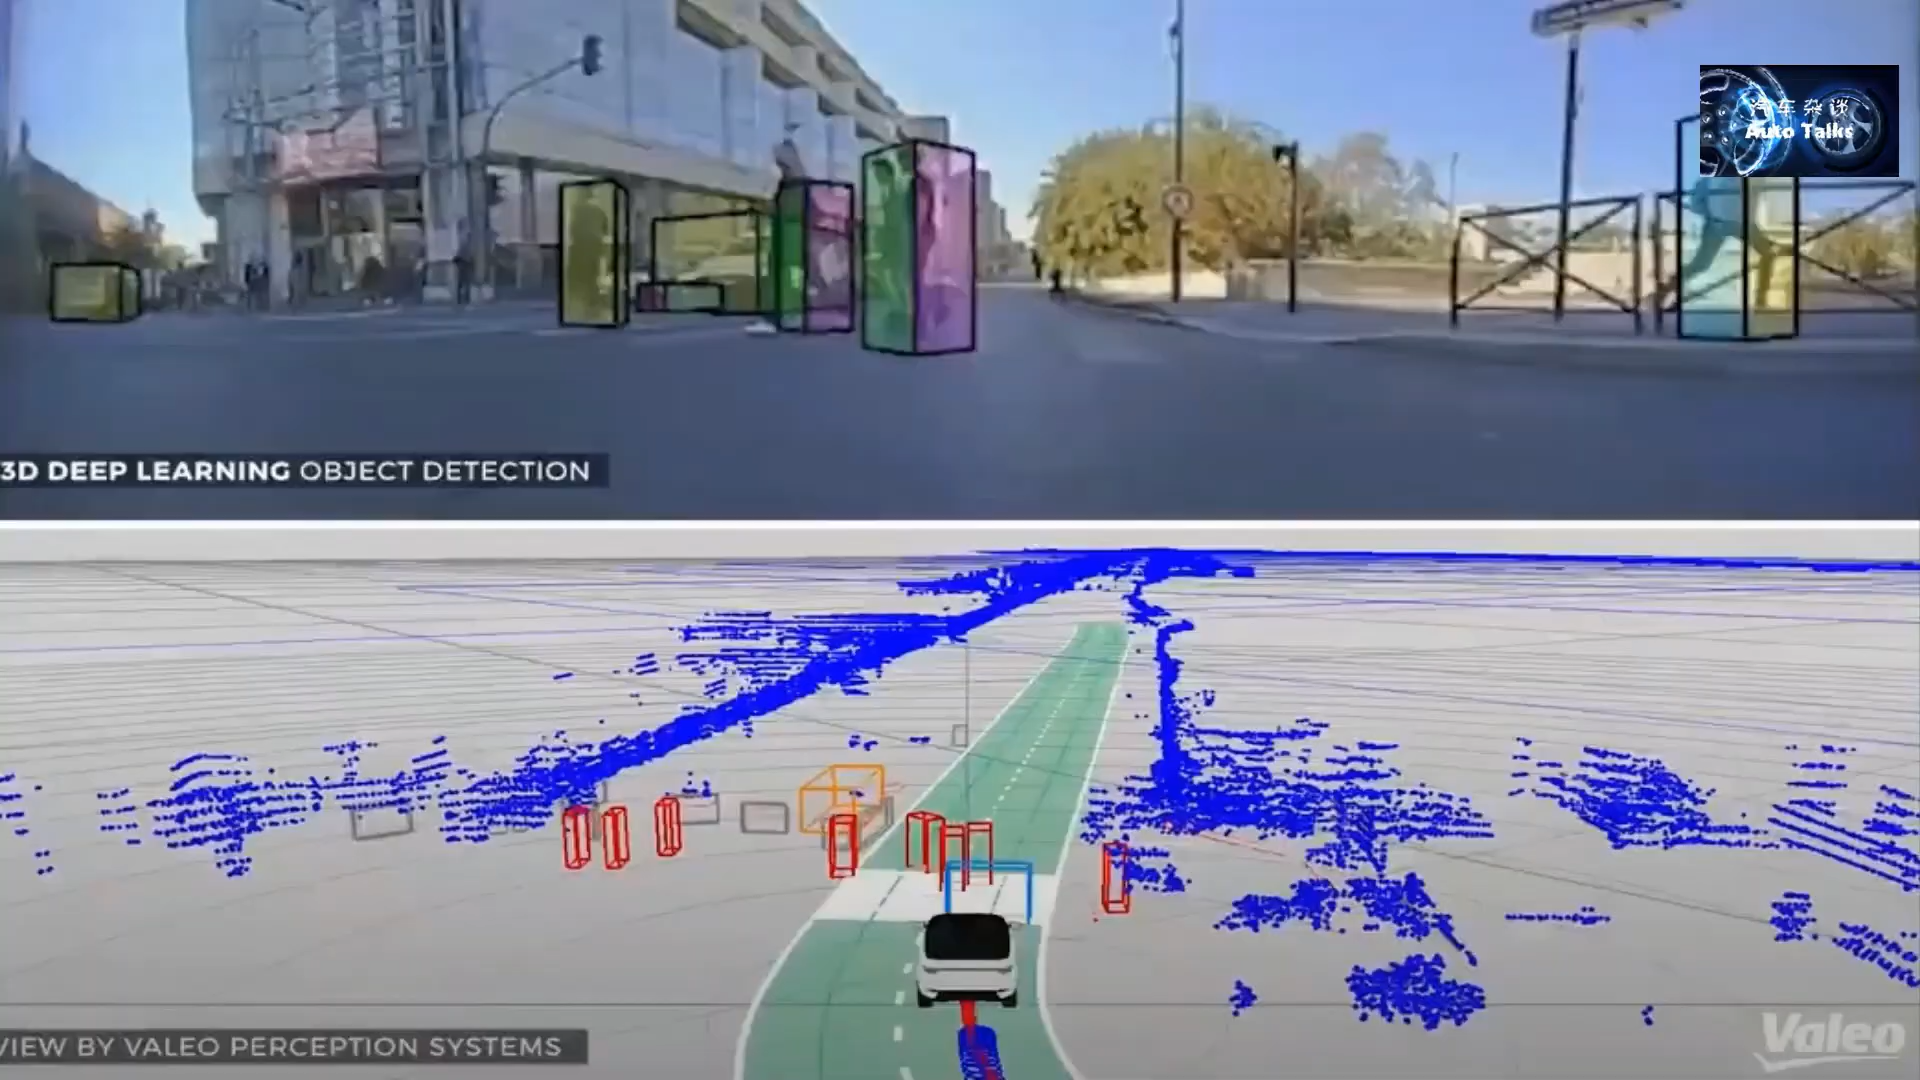 汽车杂谈
Auto Talks
3D DEEP LEARNING OBJECT DETECTION
VIEW BY VALEO PERCEPTION SYSTEMS
Valeo